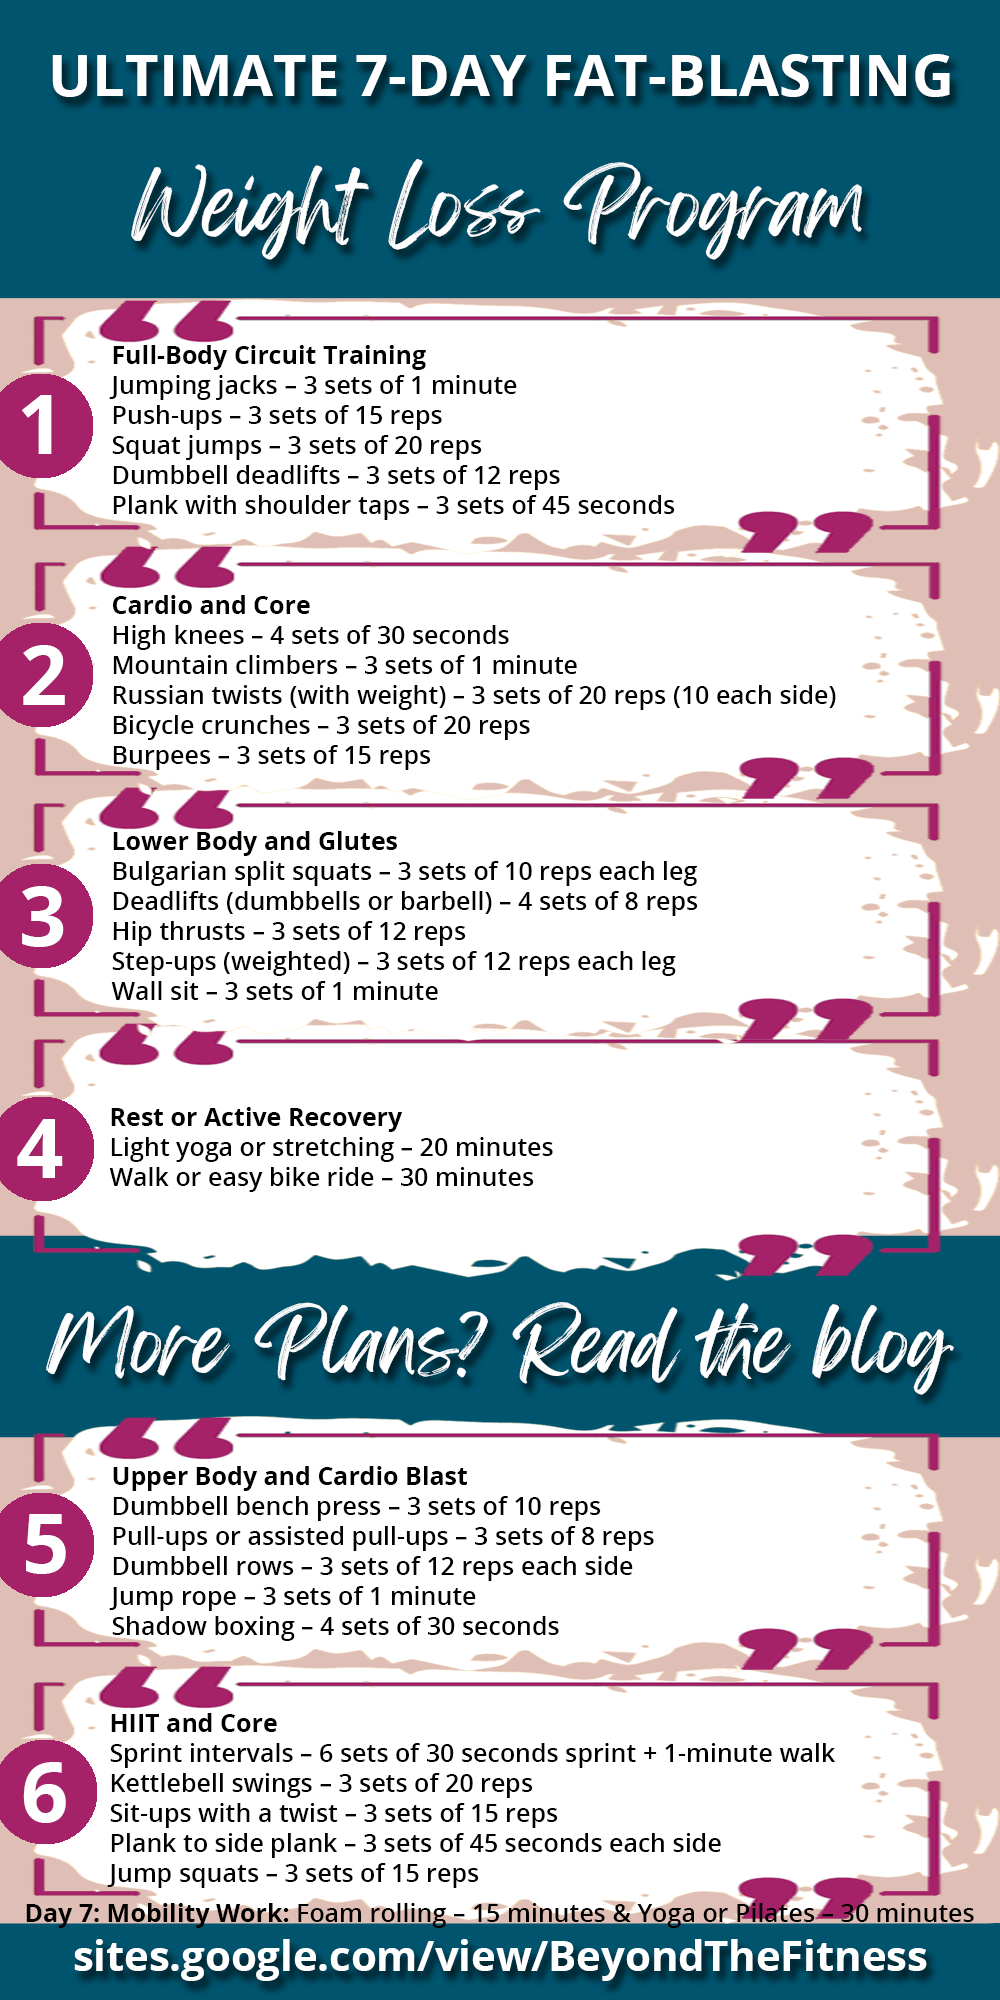 ULTIMATE 7-DAY FAT-BLASTING
Weight Loss Program
1
Full-Body Circuit Training
Jumping jacks – 3 sets of 1 minute
Push-ups – 3 sets of 15 reps
Squat jumps – 3 sets of 20 reps
Dumbbell deadlifts – 3 sets of 12 reps
Plank with shoulder taps – 3 sets of 45 seconds
2
Cardio and Core
High knees – 4 sets of 30 seconds
Mountain climbers – 3 sets of 1 minute
Russian twists (with weight) – 3 sets of 20 reps (10 each side)
Bicycle crunches – 3 sets of 20 reps
Burpees – 3 sets of 15 reps
3
Lower Body and Glutes
Bulgarian split squats – 3 sets of 10 reps each leg
Deadlifts (dumbbells or barbell) – 4 sets of 8 reps
Hip thrusts – 3 sets of 12 reps
Step-ups (weighted) – 3 sets of 12 reps each leg
Wall sit – 3 sets of 1 minute
4
Rest or Active Recovery
Light yoga or stretching – 20 minutes
Walk or easy bike ride – 30 minutes
More Plans? Read the blog
5
Upper Body and Cardio Blast
Dumbbell bench press – 3 sets of 10 reps
Pull-ups or assisted pull-ups – 3 sets of 8 reps
Dumbbell rows – 3 sets of 12 reps each side
Jump rope – 3 sets of 1 minute
Shadow boxing – 4 sets of 30 seconds
6
HIIT and Core
Sprint intervals – 6 sets of 30 seconds sprint + 1-minute walk
Kettlebell swings – 3 sets of 20 reps
Sit-ups with a twist – 3 sets of 15 reps
Plank to side plank – 3 sets of 45 seconds each side
Jump squats – 3 sets of 15 reps
Day 7: Mobility Work: Foam rolling – 15 minutes & Yoga or Pilates – 30 minutes
sites.google.com/view/BeyondTheFitness